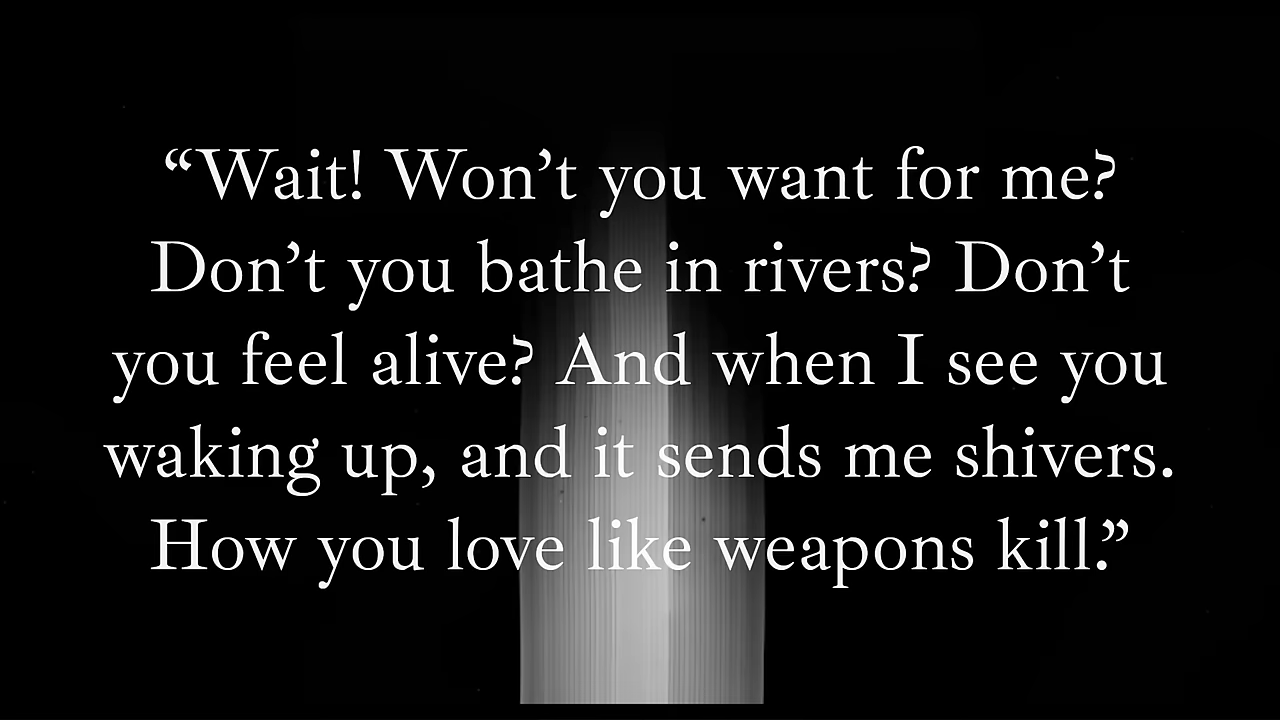 “Wait! Won’t you want for me?
Don’t you bathe in rivers? Don’t
you feel alive? And when I see you
waking up, and it sends me shivers.
How you love like weapons kill.”